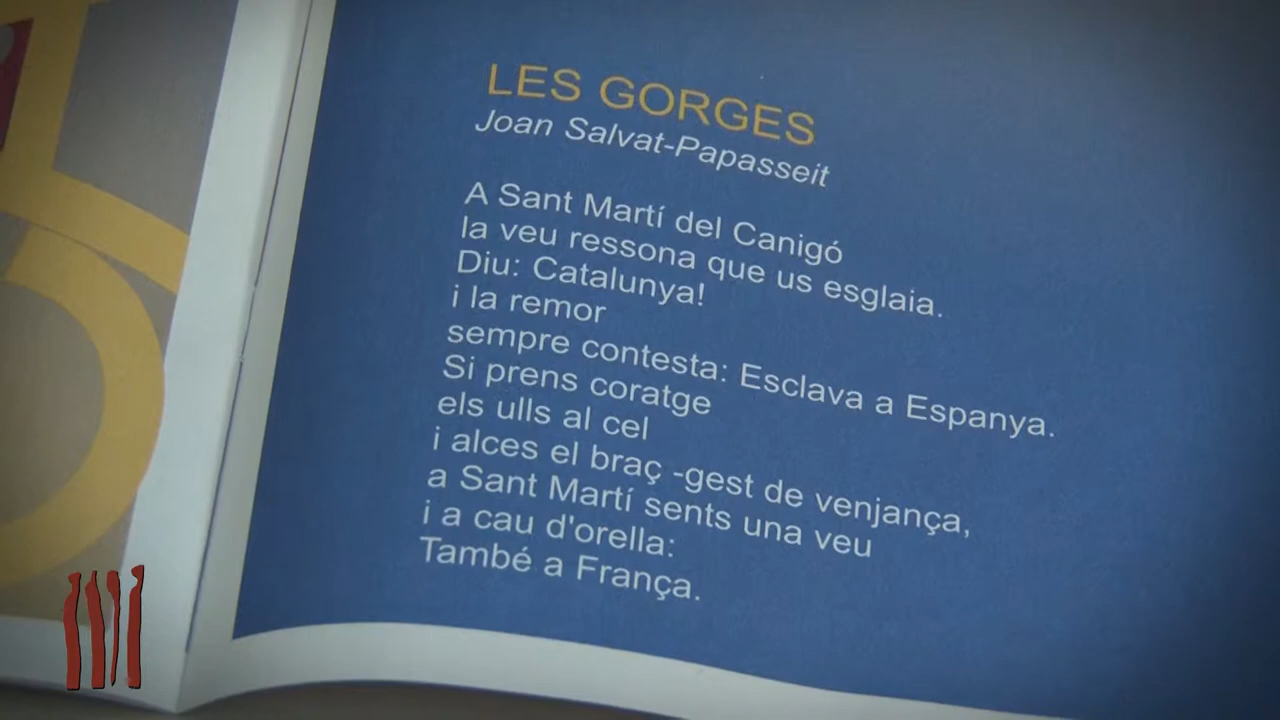 LES GORGES
Joan Salvat-Papasseit
A Sant Martí del Canigó
la veu ressona que us esglaia.
Diu: Catalunya!
i la remor
sempre contesta: Esclava a Espanya.
Si prens coratge
els ulls al cel
i alces el braç -gest de venjança,
a Sant Martí sents una veu
i a cau d'orella:
També a França.